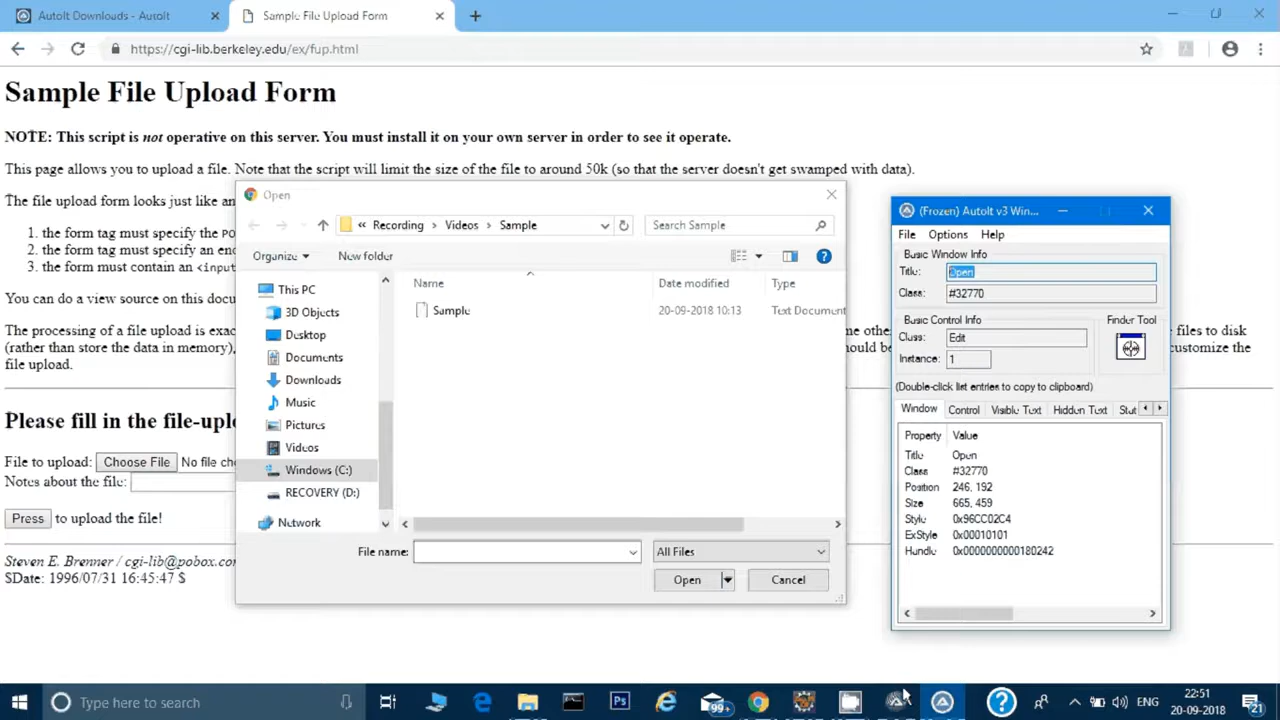 AutoIt Downloads - AutoIt
Sample File Upload Form
https://cgi-lib.berkeley.edu/ex/fup.html
Sample File Upload Form
NOTE: This script is not operative on this server. You must install it on your own server in order to see it operate.
This page allows you to upload a file. Note that the script will limit the size of the file to around 50k (so that the server doesn't get swamped with data).
The file upload form looks just like an
1. the form tag must specify the PO
2. the form tag must specify an en
3. the form must contain an <input
You can do a view source on this docu
The processing of a file upload is exac
(rather than store the data in memory),
file upload.
me othe
files to disk
ould be
customize the
Please fill in the file-uplo
File to upload: Choose File No file cho
Notes about the file:
Press to upload the file!
Steven E. Brenner / cgi-lib@pobox.com
$Date: 1996/07/31 16:45:47 $
Open
« Recording > Videos > Sample
Search Sample
Organize
New folder
This PC
3D Objects
Desktop
Documents
Downloads
Music
Pictures
Videos
Windows (C:)
RECOVERY (D:)
Network
Name Date modified Type
Sample 20-09-2018 10:13 Text Document
File name: All Files
Open Cancel
(Frozen) AutoIt v3 Win...
File Options Help
Basic Window Info
Title: Open
Class: #32770
Basic Control Info
Finder Tool
Class: Edit
Instance: 1
(Double-click list entries to copy to clipboard)
Window Control Visible Text Hidden Text Stat
Property Value
Title Open
Class #32770
Position 246, 192
Size 665, 459
Style 0x96CC02C4
ExStyle 0x00010101
Handle 0x0000000000180242
Type here to search
99+
ENG
22:51
20-09-2018
21